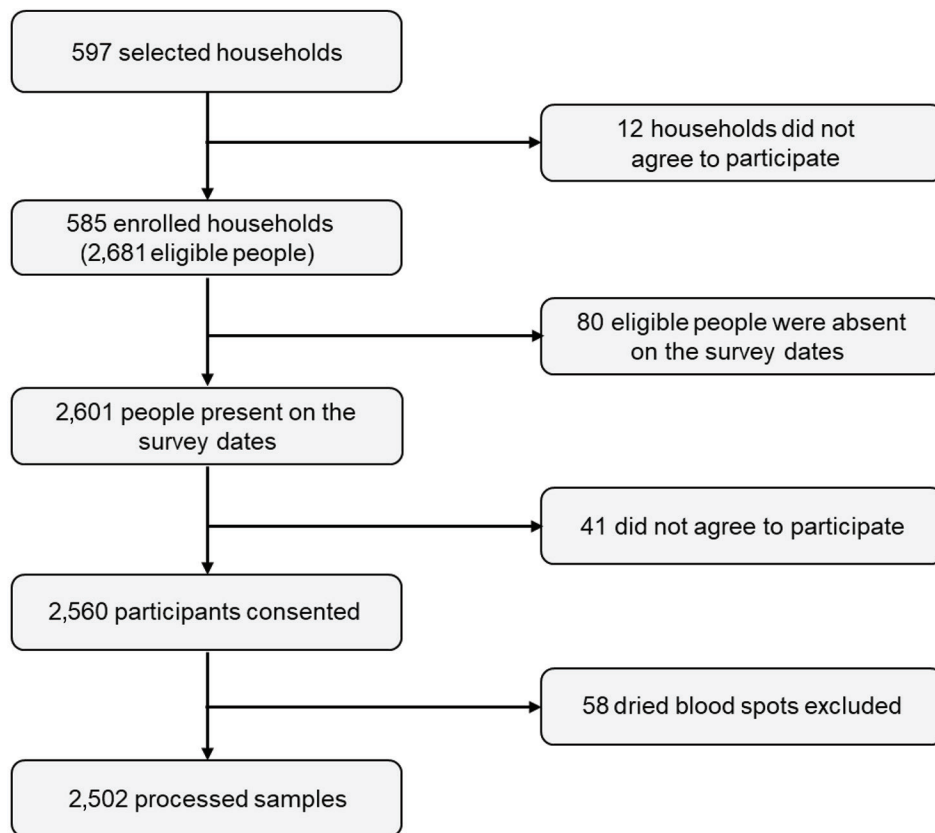 597 selected households
12 households did not
agree to participate
585 enrolled households
(2,681 eligible people)
80 eligible people were absent
on the survey dates
2,601 people present on the
survey dates
41 did not agree to participate
2,560 participants consented
58 dried blood spots excluded
2,502 processed samples